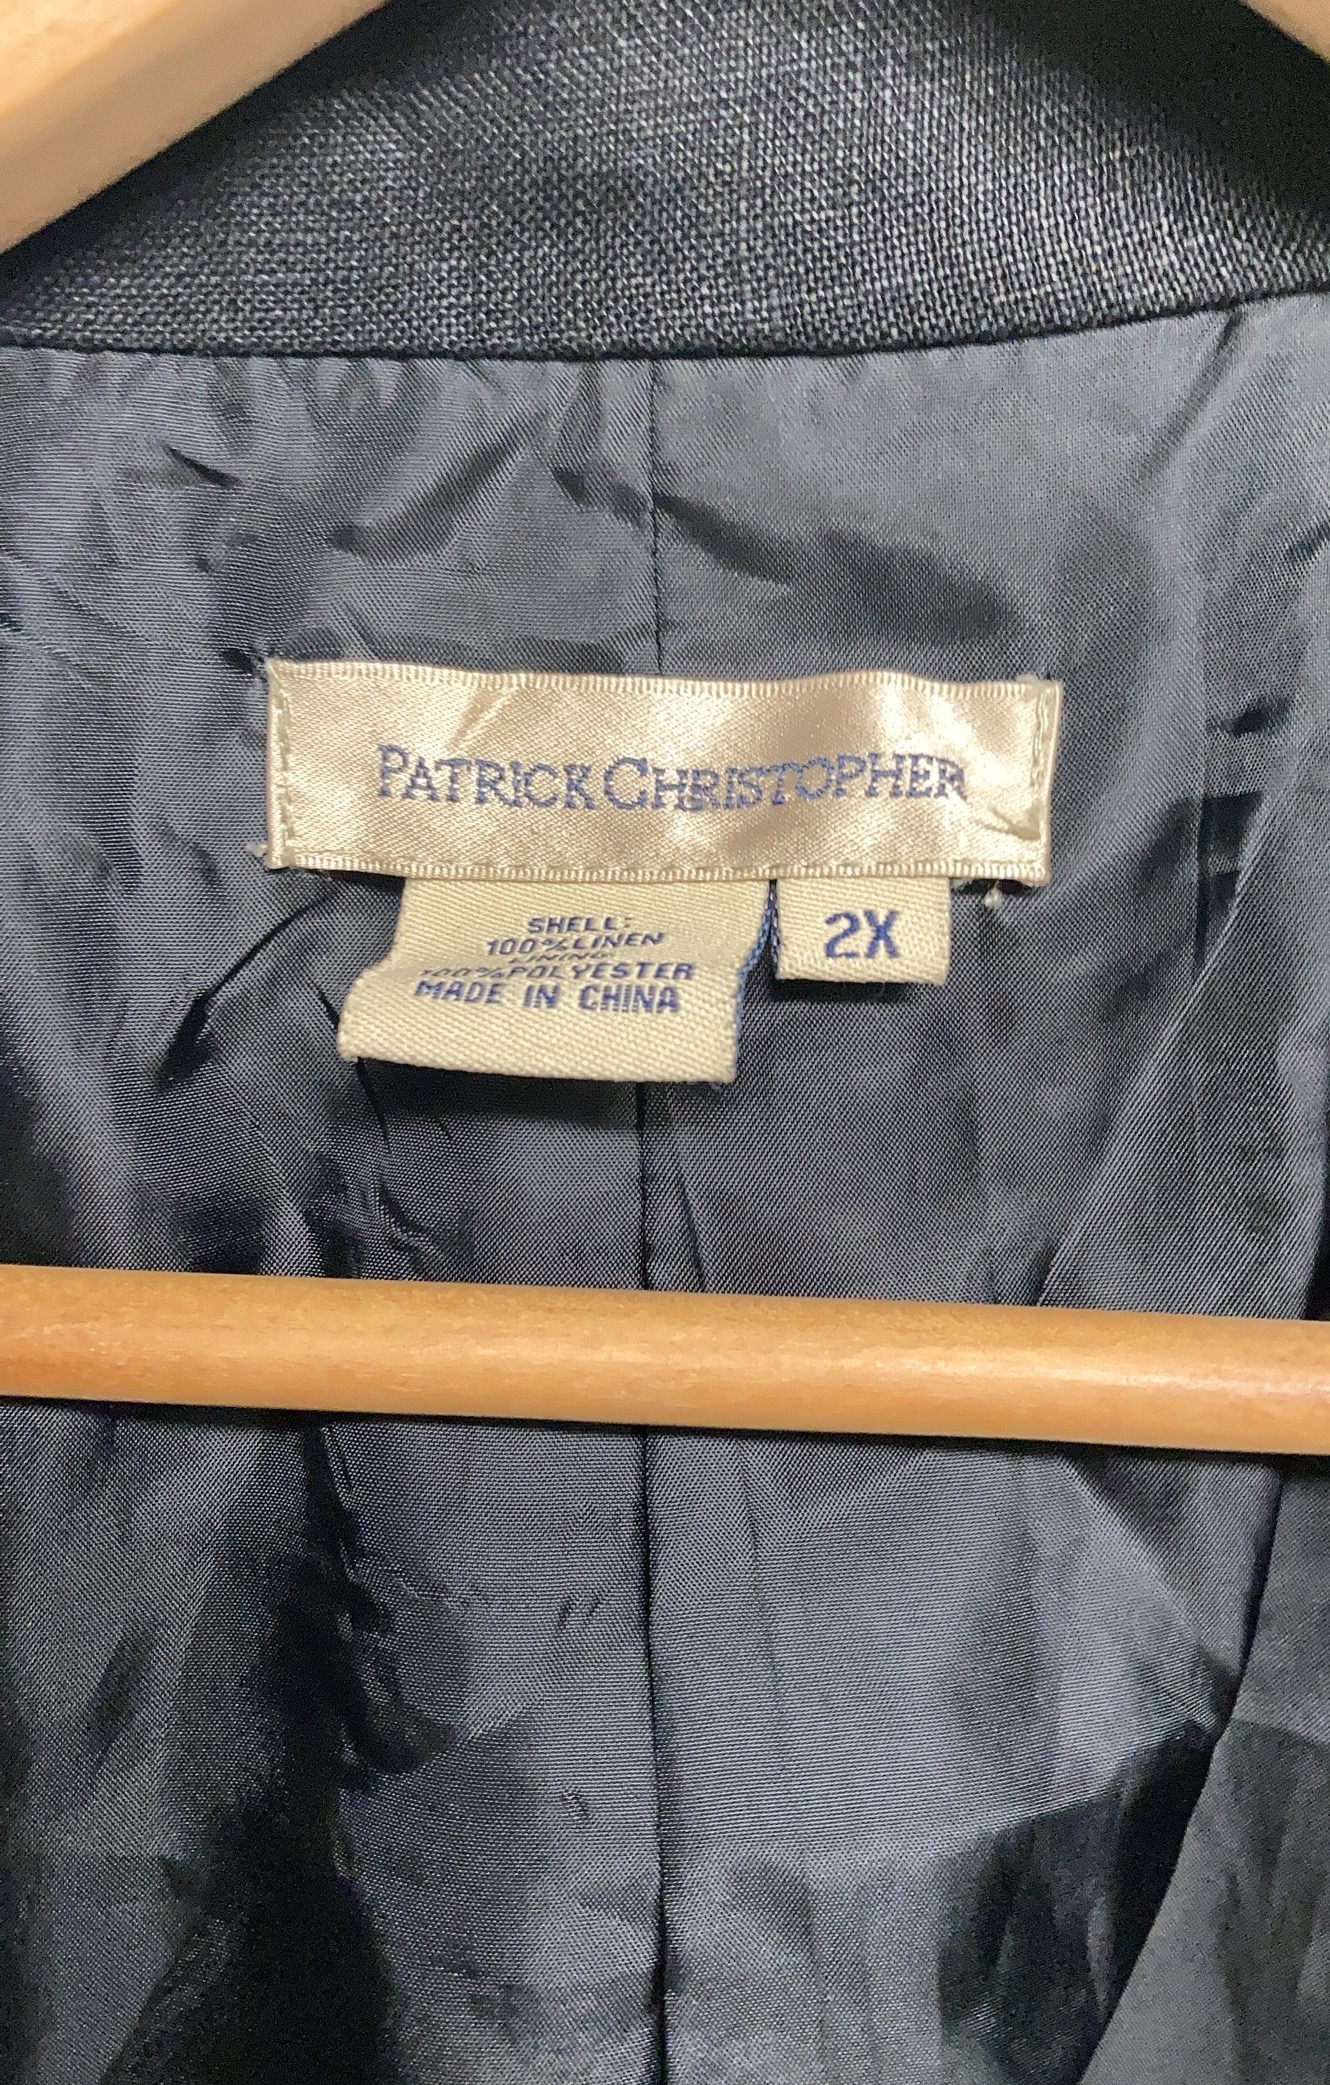 PATRICK CHRISTOPHER
SHELL:
100% LINEN
LINING
100% POLYESTER
MADE IN CHINA
2X